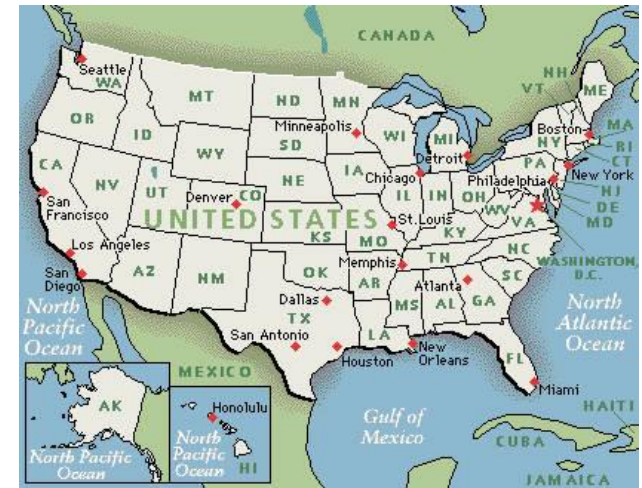 CANADA
Seattle
WA
MT
ND
MN
OR
ID
Minneapolis
WI
MI
SD
WY
NH
VT
ME
Boston
MA
NY
RI
CT
Detroit
PA
New York
CA
NV
UT
Denver
CO
NE
IA
Chicago
IL
IN
OH
Philadelphia
NJ
DE
MD
WV
VA
San
Francisco
UNITED STATES
KS
St. Louis
MO
KY
WASHINGTON,
D.C.
Los Angeles
San
Diego
AZ
NM
OK
AR
Memphis
TN
NC
SC
Atlanta
MS
AL
GA
Dallas
TX
LA
San Antonio
Houston
New
Orleans
FL
Miami
North
Pacific
Ocean
North
Atlantic
Ocean
MEXICO
Gulf of
Mexico
HAITI
CUBA
JAMAICA
AK
North Pacific
Ocean
Honolulu
North
Pacific
Ocean
HI